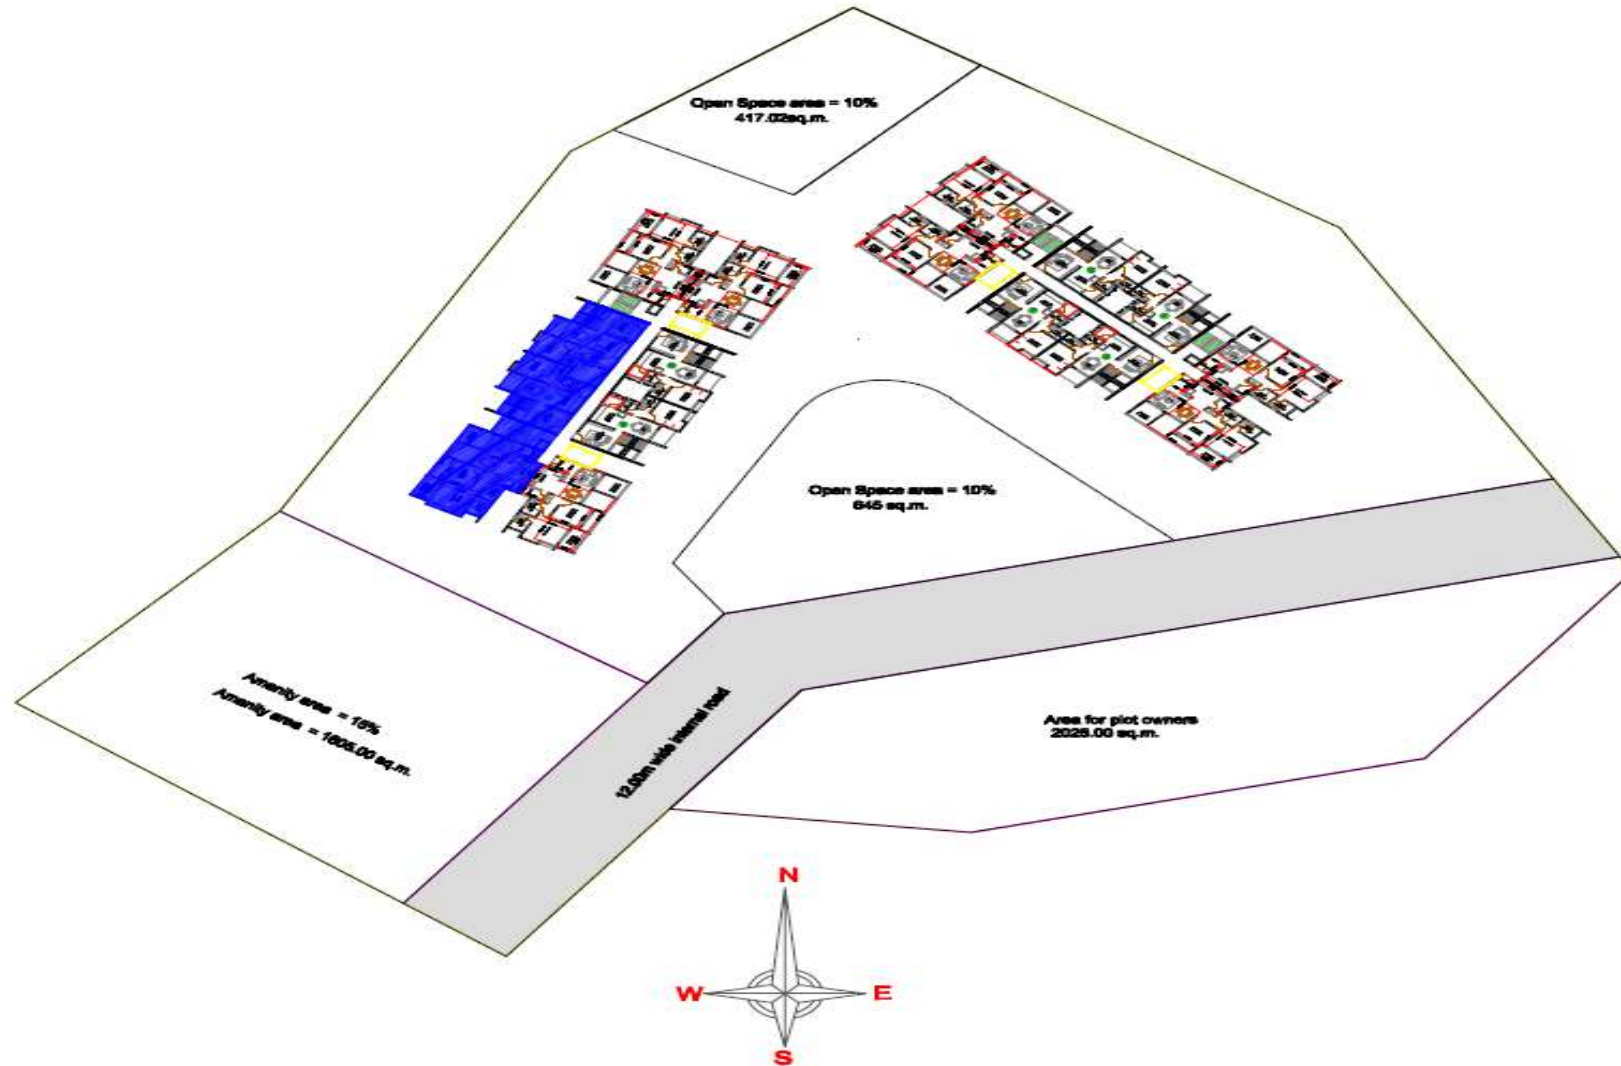 Open Space area = 10%
417.02sq.m.
Open Space area = 10%
645 sq.m.
Amenity area = 15%
Amenity area = 1605.00 sq.m.
12.00m wide internal road
Area for plot owners
2025.00 sq.m.
N
W
E
S